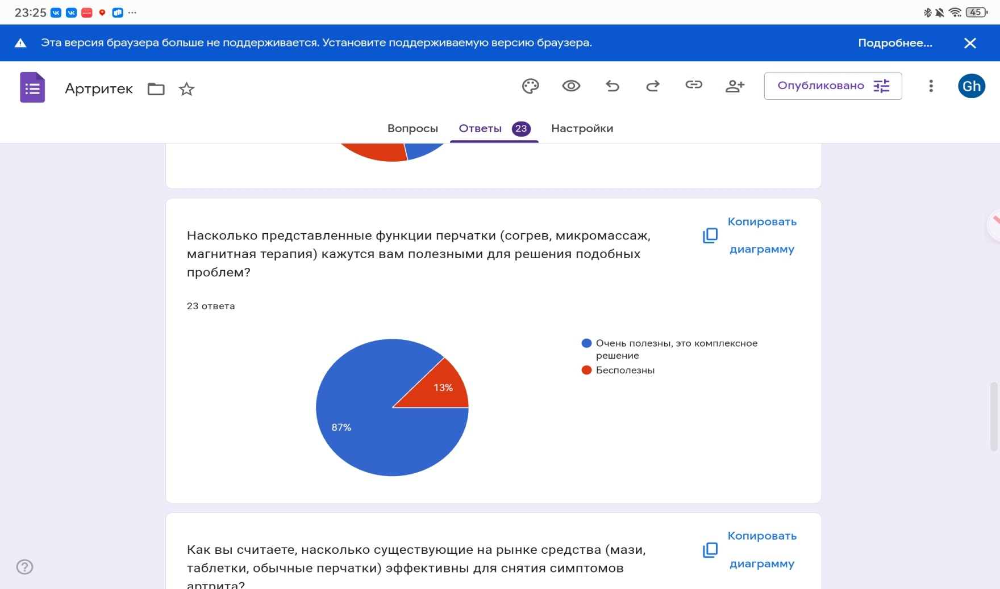 23:25
45
Эта версия браузера больше не поддерживается. Установите поддерживаемую версию браузера.
Подробнее...
Артритек
Опубликовано
Gh
Вопросы
Ответы 23
Настройки
Насколько представленные функции перчатки (согрев, микромассаж,
магнитная терапия) кажутся вам полезными для решения подобных
проблем?
Копировать
диаграмму
23 ответа
Очень полезны, это комплексное
решение
Бесполезны
13%
87%
Как вы считаете, насколько существующие на рынке средства (мази,
таблетки, обычные перчатки) эффективны для снятия симптомов
артрита?
Копировать
диаграмму